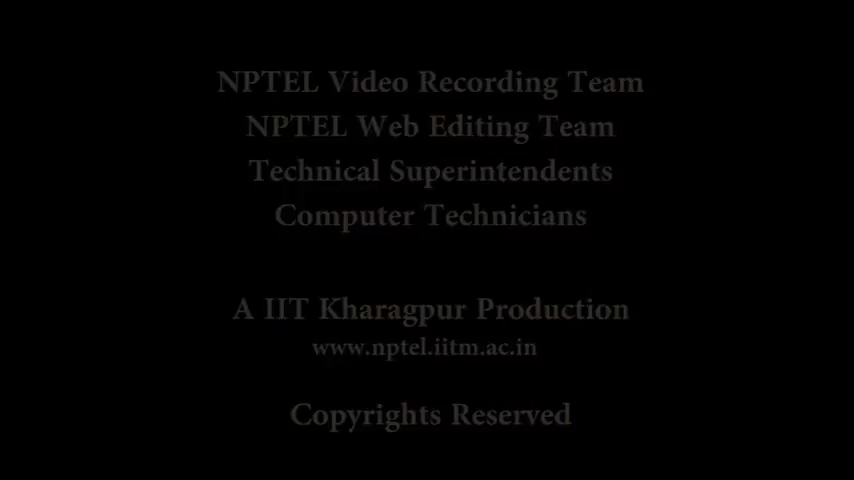 NPTEL Video Recording Team
NPTEL Web Editing Team
Technical Superintendents
Computer Technicians
A IIT Kharagpur Production
www.nptel.iitm.ac.in
Copyrights Reserved